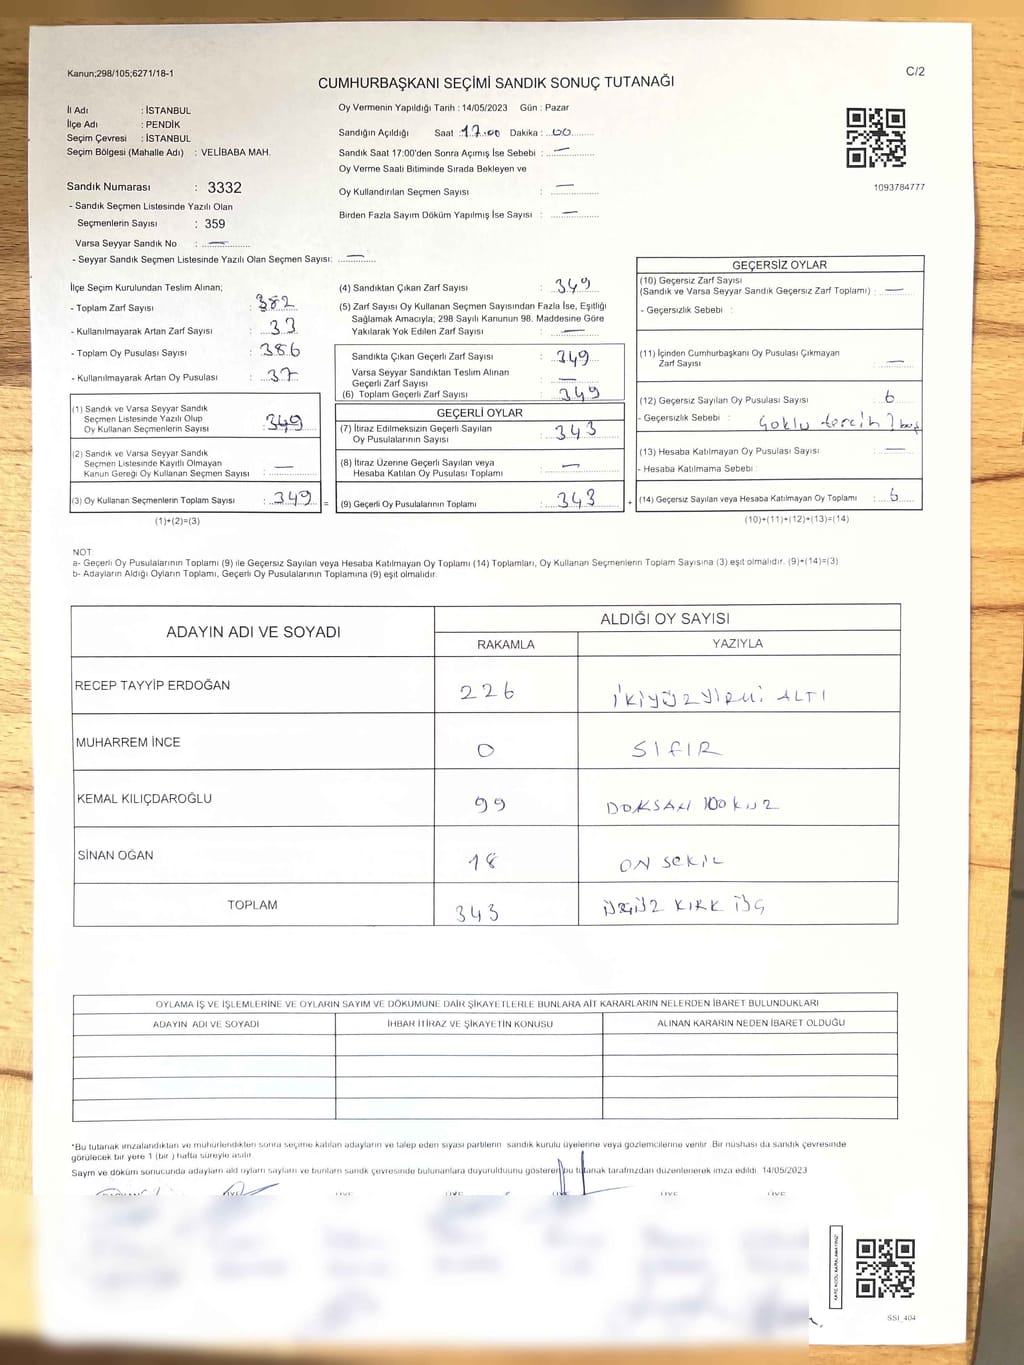 Kanun;298/105;6271/18-1
C/2
CUMHURBAŞKANI SEÇİMİ SANDIK SONUÇ TUTANAĞI
İl Adı : İSTANBUL
İlçe Adı : PENDİK
Seçim Çevresi : İSTANBUL
Seçim Bölgesi (Mahalle Adı) : VELİBABA MAH.
Sandık Numarası : 3332
- Sandık Seçmen Listesinde Yazılı Olan
Seçmenlerin Sayısı : 359
Varsa Seyyar Sandık No : —
- Seyyar Sandık Seçmen Listesinde Yazılı Olan Seçmen Sayısı: —
Oy Vermenin Yapıldığı Tarih : 14/05/2023 Gün : Pazar
Sandığın Açıldığı Saat : 17.00 Dakika : 00
Sandık Saat 17:00'den Sonra Açımış İse Sebebi : —
Oy Verme Saati Bitiminde Sırada Bekleyen ve
Oy Kullandırılan Seçmen Sayısı : —
Birden Fazla Sayım Döküm Yapılmış İse Sayısı : —
1093784777
İlçe Seçim Kurulundan Teslim Alınan;
- Toplam Zarf Sayısı : 382
- Kullanılmayarak Artan Zarf Sayısı : 33
- Toplam Oy Pusulası Sayısı : 386
- Kullanılmayarak Artan Oy Pusulası : 37
(1) Sandık ve Varsa Seyyar Sandık
Seçmen Listesinde Yazılı Olup
Oy Kullanan Seçmenlerin Sayısı : 349
(2) Sandık ve Varsa Seyyar Sandık
Seçmen Listesinde Kayıtlı Olmayan
Kanun Gereği Oy Kullanan Seçmen Sayısı : —
(3) Oy Kullanan Seçmenlerin Toplam Sayısı : 349 =
(1)+(2)=(3)
(4) Sandıktan Çıkan Zarf Sayısı : 349
(5) Zarf Sayısı Oy Kullanan Seçmen Sayısından Fazla İse, Eşitliği
Sağlamak Amacıyla; 298 Sayılı Kanunun 98. Maddesine Göre
Yakılarak Yok Edilen Zarf Sayısı : —
Sandıkta Çıkan Geçerli Zarf Sayısı : 349
Varsa Seyyar Sandıktan Teslim Alınan
Geçerli Zarf Sayısı : —
(6) Toplam Geçerli Zarf Sayısı : 349
GEÇERLİ OYLAR
(7) İtiraz Edilmeksizin Geçerli Sayılan
Oy Pusulalarının Sayısı : 343
(8) İtiraz Üzerine Geçerli Sayılan veya
Hesaba Katılan Oy Pusulası Toplamı : —
(9) Geçerli Oy Pusulalarının Toplamı : 343 +
GEÇERSİZ OYLAR
(10) Geçersiz Zarf Sayısı
(Sandık ve Varsa Seyyar Sandık Geçersiz Zarf Toplamı) : —
- Geçersizlik Sebebi :
(11) İçinden Cumhurbaşkanı Oy Pusulası Çıkmayan
Zarf Sayısı : —
(12) Geçersiz Sayılan Oy Pusulası Sayısı : 6
- Geçersizlik Sebebi : Çoklu tercih
(13) Hesaba Katılmayan Oy Pusulası Sayısı : —
- Hesaba Katılmama Sebebi :
(14) Geçersiz Sayılan veya Hesaba Katılmayan Oy Toplamı : 6
(10)+(11)+(12)+(13)=(14)
NOT:
a- Geçerli Oy Pusulalarının Toplamı (9) ile Geçersiz Sayılan veya Hesaba Katılmayan Oy Toplamı (14) Toplamları, Oy Kullanan Seçmenlerin Toplam Sayısına (3) eşit olmalıdır. (9)+(14)=(3)
b- Adayların Aldığı Oyların Toplamı, Geçerli Oy Pusulalarının Toplamına (9) eşit olmalıdır.
ADAYIN ADI VE SOYADI
ALDIĞI OY SAYISI
RAKAMLA YAZIYLA
RECEP TAYYİP ERDOĞAN 226 İKİYÜZYİRMİ ALTI
MUHARREM İNCE 0 SIFIR
KEMAL KILIÇDAROĞLU 99 DOKSAN DOKUZ
SİNAN OĞAN 18 ON SEKİZ
TOPLAM 343 ÜÇYÜZ KIRK ÜÇ
OYLAMA İŞ VE İŞLEMLERİNE VE OYLARIN SAYIM VE DÖKÜMÜNE DAİR ŞİKAYETLERLE BUNLARA AİT KARARLARIN NELERDEN İBARET BULUNDUKLARI
ADAYIN ADI VE SOYADI İHBAR İTİRAZ VE ŞİKAYETİN KONUSU ALINAN KARARIN NEDEN İBARET OLDUĞU
*Bu tutanak imzalandıktan ve mühürlendikten sonra seçime katılan adayların ve talep eden siyasi partilerin sandık kurulu üyelerine veya gözlemcilerine verilir. Bir nüshası da sandık çevresinde
görülecek bir yere 1 (bir ) hafta süreyle asılır.
Sayım ve döküm sonucunda adayların aldı oyların sayıları ve bunların sandık çevresinde bulunanlara duyurulduunu gösteren bu tutanak tarafmzdan düzenlenerek imza edildi. 14/05/2023
SSI_404